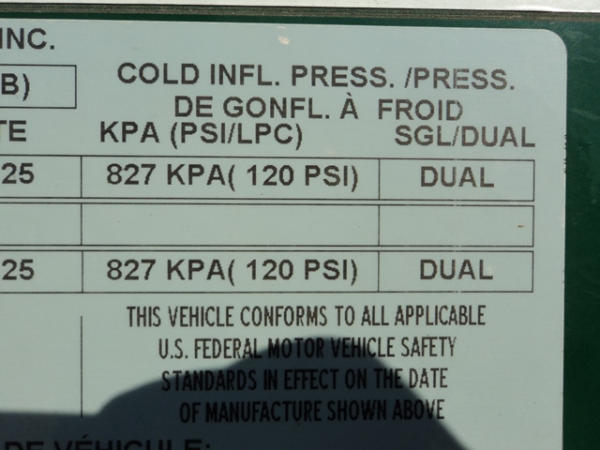 INC.
B) COLD INFL. PRESS. /PRESS.
DE GONFL. À FROID
TE KPA (PSI/LPC) SGL/DUAL
25 827 KPA( 120 PSI) DUAL
25 827 KPA( 120 PSI) DUAL
THIS VEHICLE CONFORMS TO ALL APPLICABLE
U.S. FEDERAL MOTOR VEHICLE SAFETY
STANDARDS IN EFFECT ON THE DATE
OF MANUFACTURE SHOWN ABOVE
DE VÉHICULE: